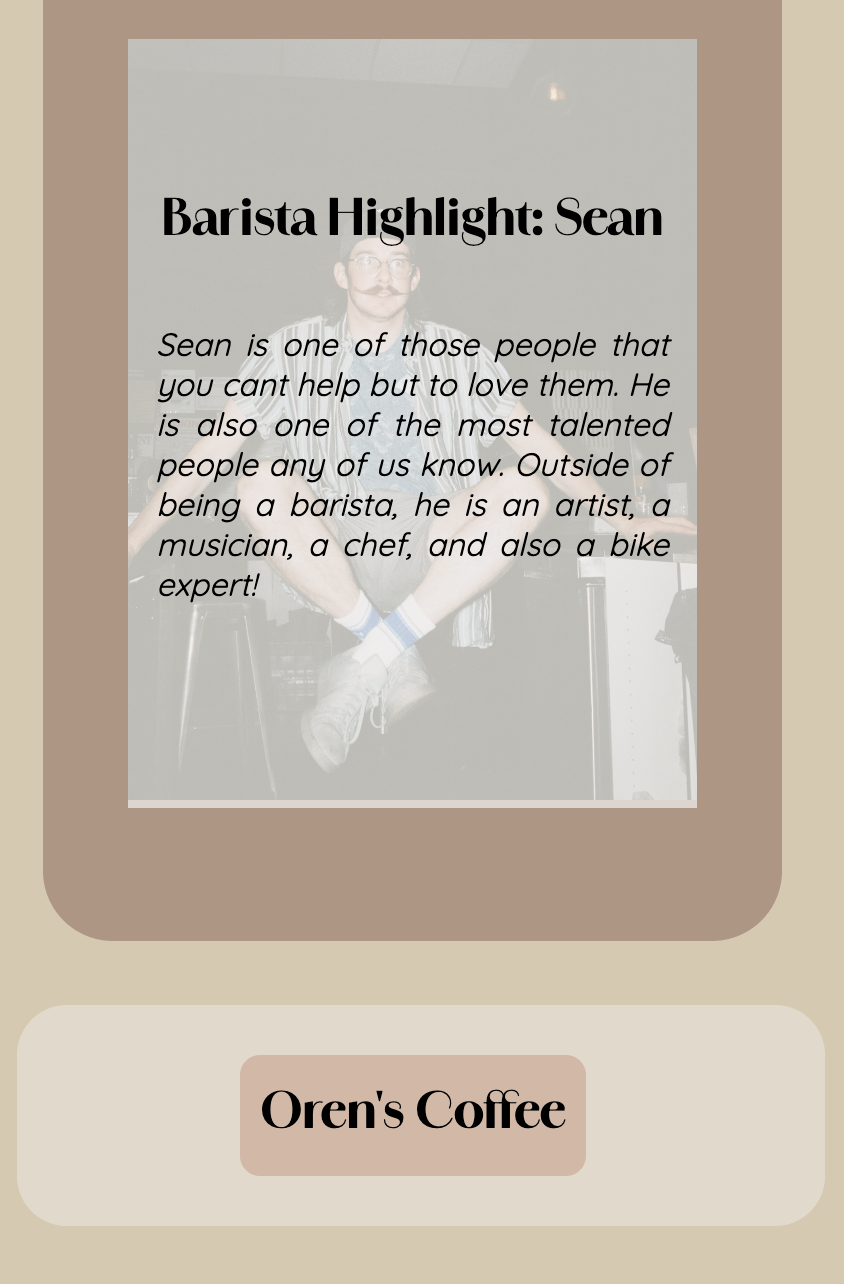 Barista Highlight: Sean
Sean is one of those people that
you cant help but to love them. He
is also one of the most talented
people any of us know. Outside of
being a barista, he is an artist, a
musician, a chef, and also a bike
expert!
Oren's Coffee